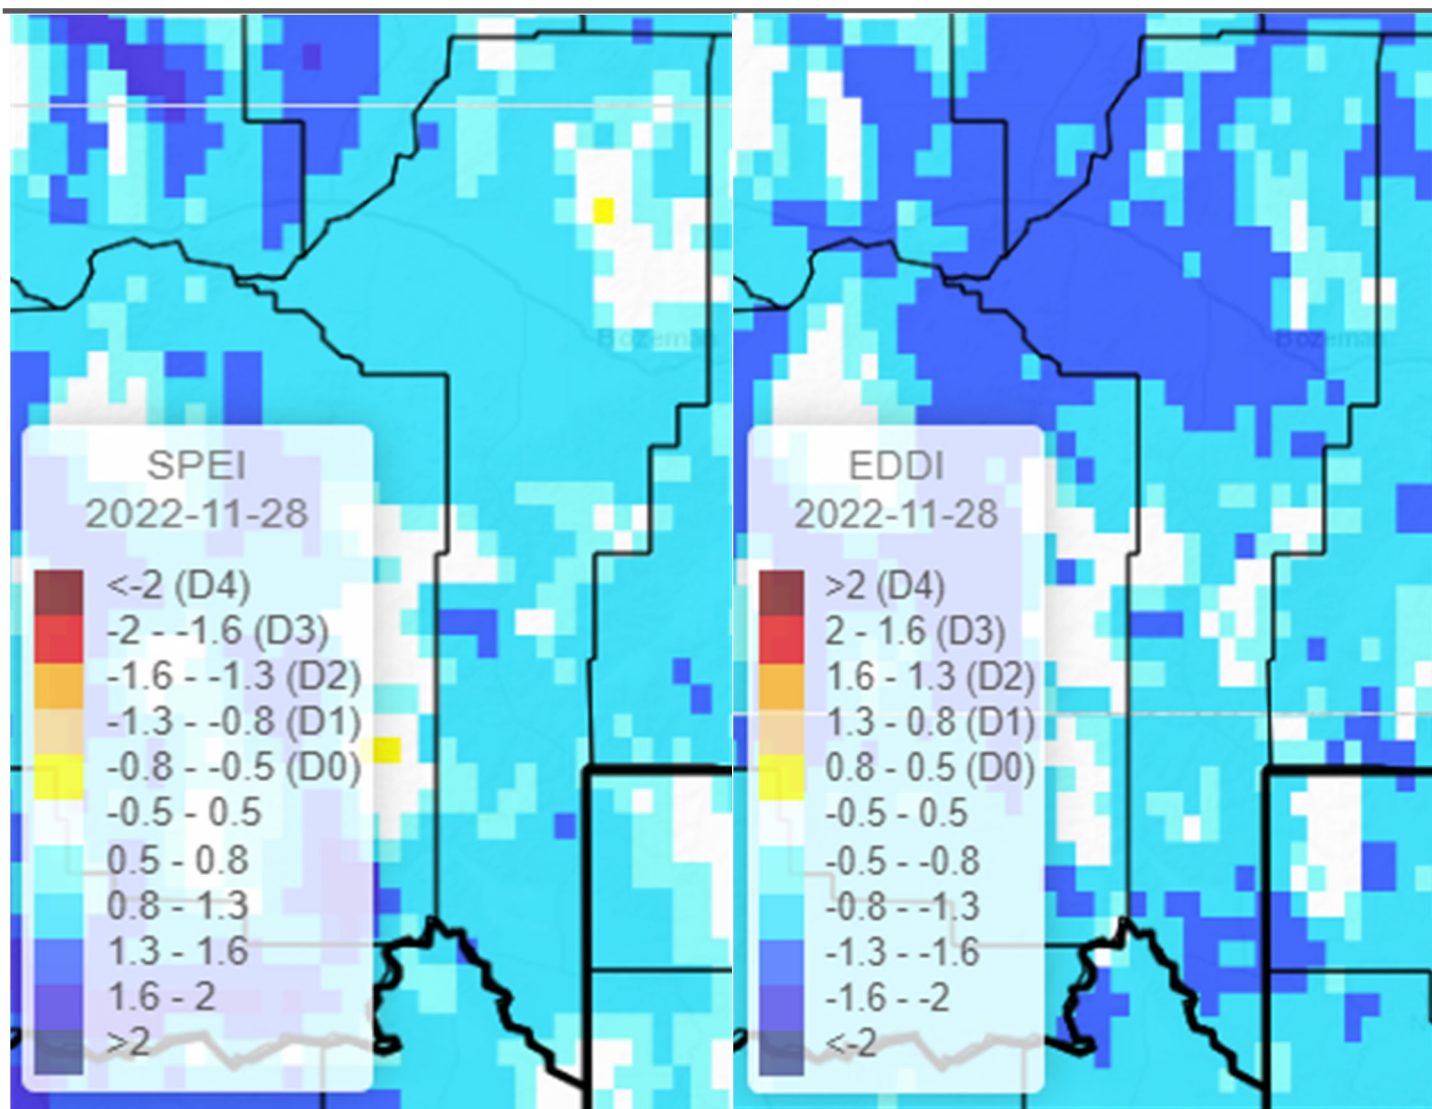 Bozeman
SPEI
2022-11-28
<-2 (D4)
-2 - -1.6 (D3)
-1.6 - -1.3 (D2)
-1.3 - -0.8 (D1)
-0.8 - -0.5 (D0)
-0.5 - 0.5
0.5 - 0.8
0.8 - 1.3
1.3 - 1.6
1.6 - 2
>2
Bozeman
EDDI
2022-11-28
>2 (D4)
2 - 1.6 (D3)
1.6 - 1.3 (D2)
1.3 - 0.8 (D1)
0.8 - 0.5 (D0)
-0.5 - 0.5
-0.5 - -0.8
-0.8 - -1.3
-1.3 - -1.6
-1.6 - -2
<-2